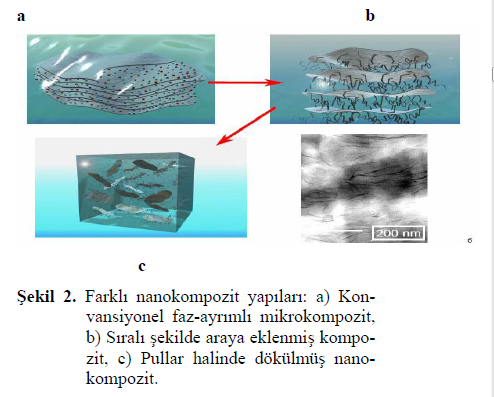 a
b
200 nm
c
Şekil 2. Farklı nanokompozit yapıları: a) Kon-
vansiyonel faz-ayrımlı mikrokompozit,
b) Sıralı şekilde araya eklenmiş kompo-
zit, c) Pullar halinde dökülmüş nano-
kompozit.